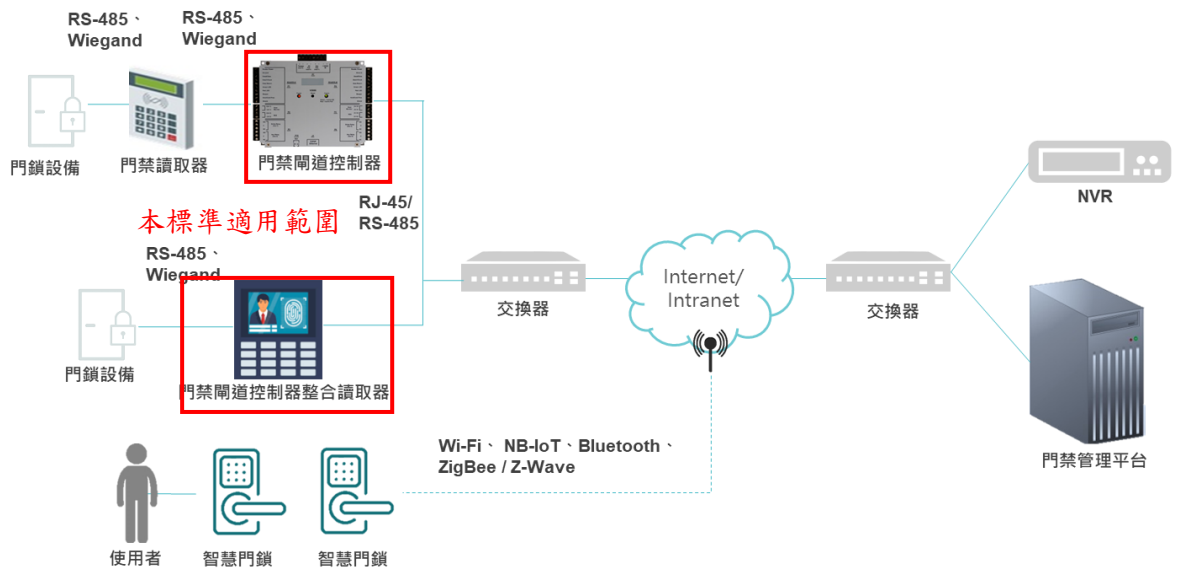 RS-485、
Wiegand
RS-485、
Wiegand
門鎖設備
門禁讀取器
門禁閘道控制器
RJ-45/
RS-485
本標準適用範圍
RS-485、
Wiegand
門鎖設備
門禁閘道控制器整合讀取器
交換器
Internet/
Intranet
交換器
NVR
門禁管理平台
Wi-Fi、 NB-IoT、Bluetooth、
ZigBee / Z-Wave
使用者
智慧門鎖
智慧門鎖